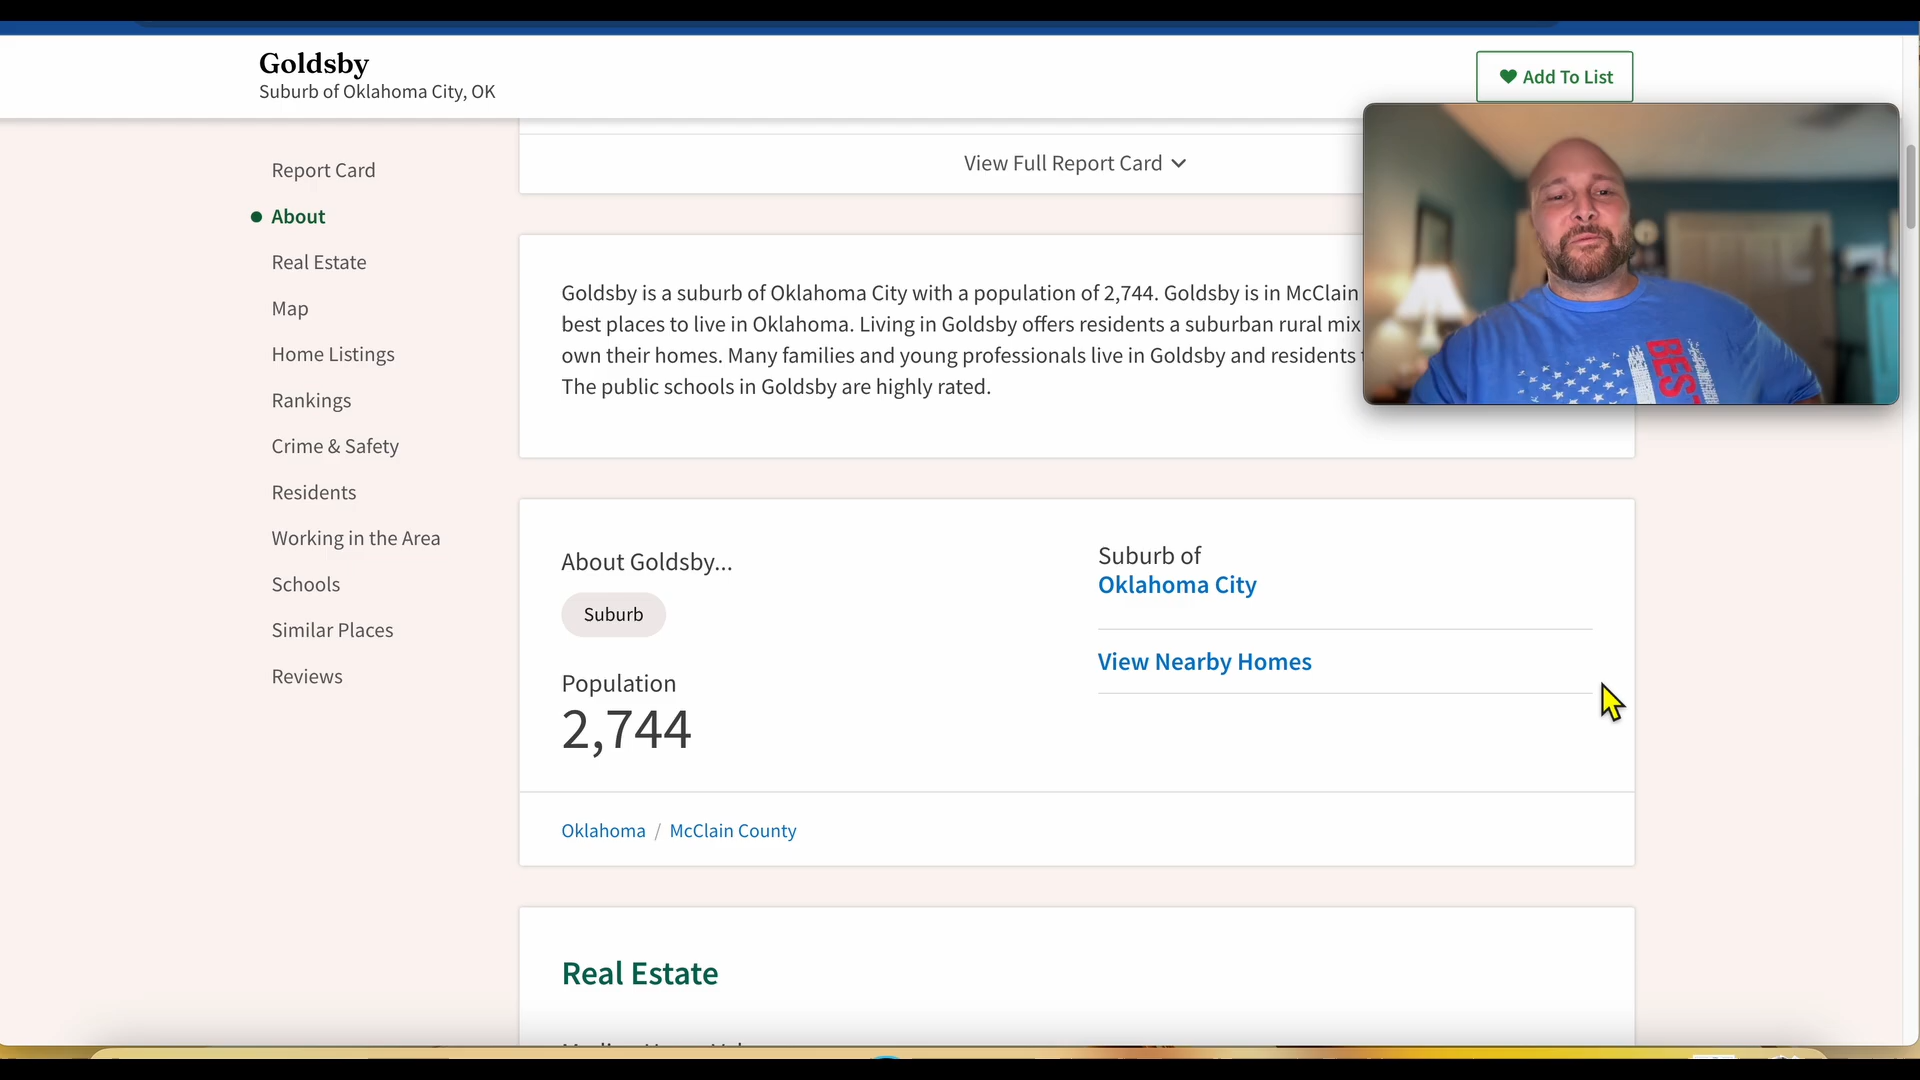 Goldsby
Suburb of Oklahoma City, OK
Add To List
Report Card
About
Real Estate
Map
Home Listings
Rankings
Crime & Safety
Residents
Working in the Area
Schools
Similar Places
Reviews
View Full Report Card
Goldsby is a suburb of Oklahoma City with a population of 2,744. Goldsby is in McClain
best places to live in Oklahoma. Living in Goldsby offers residents a suburban rural mix
own their homes. Many families and young professionals live in Goldsby and residents
The public schools in Goldsby are highly rated.
BES
About Goldsby...
Suburb
Population
2,744
Suburb of
Oklahoma City
View Nearby Homes
Oklahoma / McClain County
Real Estate